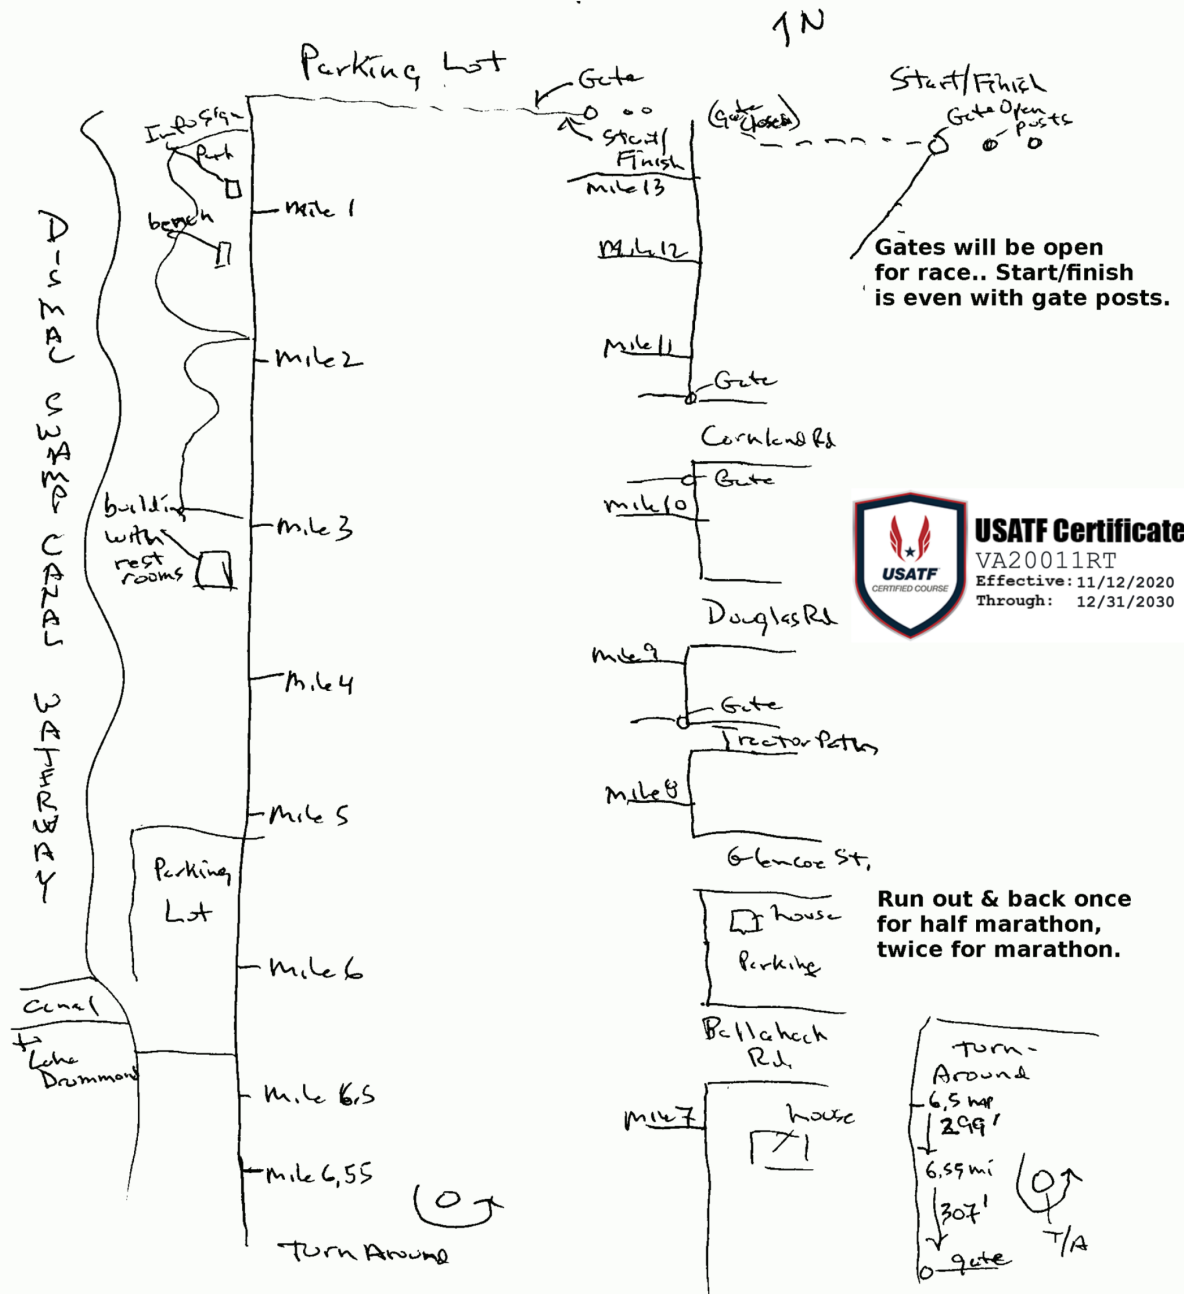 ↑N
Parking Lot
Gate
Start/
Finish
(Gate
Closed)
Start/Finish
Gate Open
posts
Info Sign
Port
bench
Mile 1
Mile 13
Mile 12
Gates will be open
for race.. Start/finish
is even with gate posts.
DISMAL SWAMP CANAL WATERWAY
Mile 2
Mile 11
Gate
Cornland Rd
Gate
Mile 10
building
with
rest
rooms
Mile 3
USATF
CERTIFIED COURSE
USATF Certificate
VA20011RT
Effective: 11/12/2020
Through: 12/31/2030
Douglas Rd
Mile 9
Mile 4
Gate
Tractor Path
Mile 8
Mile 5
Glencoe St.
Parking
Lot
house
Parking
Run out & back once
for half marathon,
twice for marathon.
Mile 6
Canal
Lake
Drummond
Ballahack
Rd.
Mile 6.5
Mile 7
house
Mile 6.55
Turn Around
Turn-
Around
6.5 
299'
6.55 mi
307'
T/A
gate